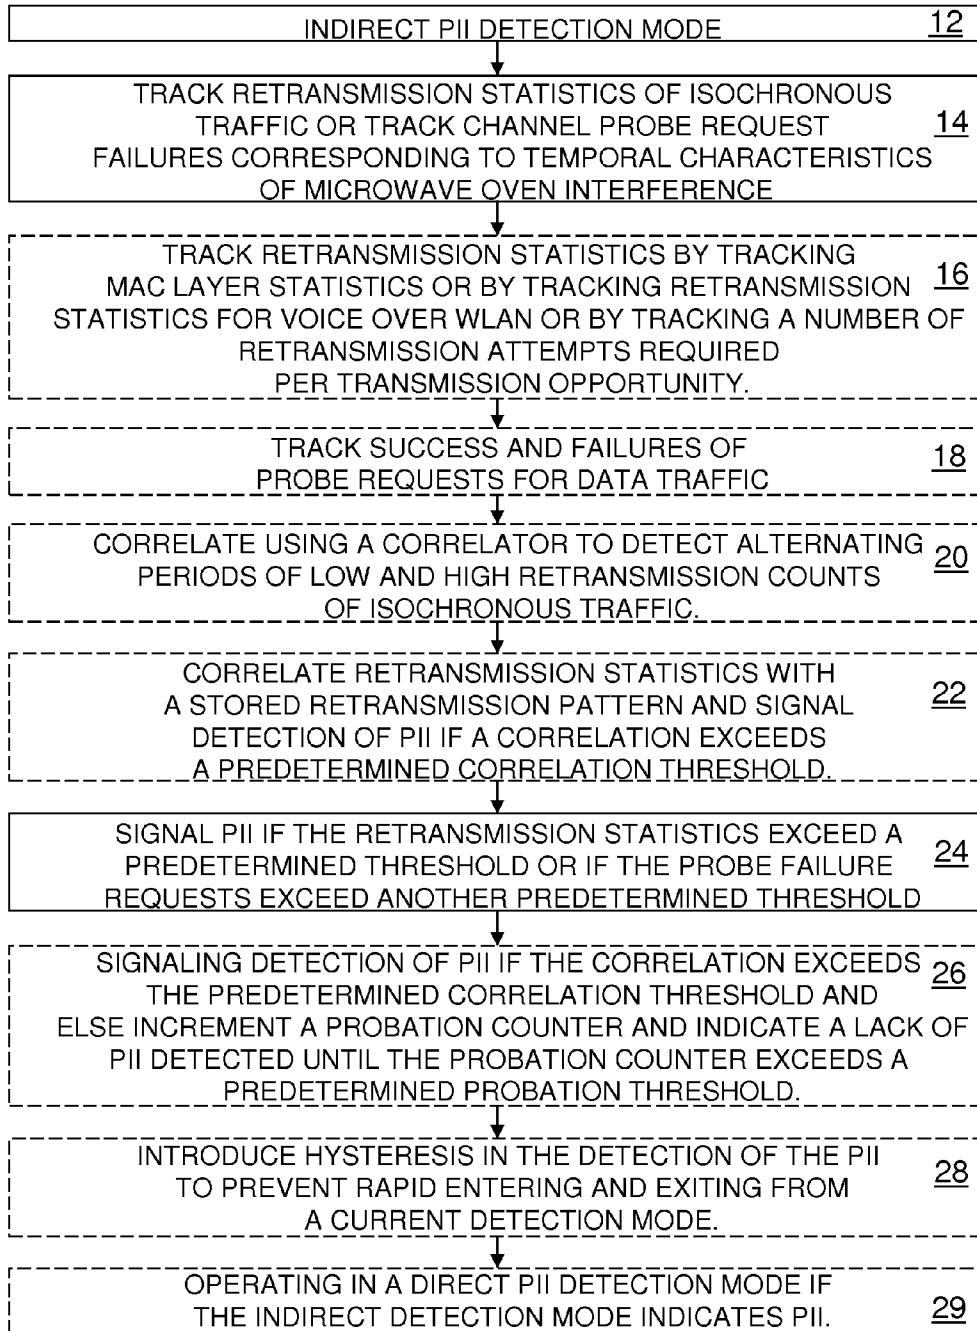 INDIRECT PII DETECTION MODE 12
TRACK RETRANSMISSION STATISTICS OF ISOCHRONOUS
TRAFFIC OR TRACK CHANNEL PROBE REQUEST 14
FAILURES CORRESPONDING TO TEMPORAL CHARACTERISTICS
OF MICROWAVE OVEN INTERFERENCE
TRACK RETRANSMISSION STATISTICS BY TRACKING
MAC LAYER STATISTICS OR BY TRACKING RETRANSMISSION 16
STATISTICS FOR VOICE OVER WLAN OR BY TRACKING A NUMBER OF
RETRANSMISSION ATTEMPTS REQUIRED
PER TRANSMISSION OPPORTUNITY.
TRACK SUCCESS AND FAILURES OF
PROBE REQUESTS FOR DATA TRAFFIC 18
CORRELATE USING A CORRELATOR TO DETECT ALTERNATING
PERIODS OF LOW AND HIGH RETRANSMISSION COUNTS 20
OF ISOCHRONOUS TRAFFIC.
CORRELATE RETRANSMISSION STATISTICS WITH
A STORED RETRANSMISSION PATTERN AND SIGNAL 22
DETECTION OF PII IF A CORRELATION EXCEEDS
A PREDETERMINED CORRELATION THRESHOLD.
SIGNAL PII IF THE RETRANSMISSION STATISTICS EXCEED A
PREDETERMINED THRESHOLD OR IF THE PROBE FAILURE 24
REQUESTS EXCEED ANOTHER PREDETERMINED THRESHOLD
SIGNALING DETECTION OF PII IF THE CORRELATION EXCEEDS 26
THE PREDETERMINED CORRELATION THRESHOLD AND
ELSE INCREMENT A PROBATION COUNTER AND INDICATE A LACK OF
PII DETECTED UNTIL THE PROBATION COUNTER EXCEEDS A
PREDETERMINED PROBATION THRESHOLD.
INTRODUCE HYSTERESIS IN THE DETECTION OF THE PII
TO PREVENT RAPID ENTERING AND EXITING FROM 28
A CURRENT DETECTION MODE.
OPERATING IN A DIRECT PII DETECTION MODE IF
THE INDIRECT DETECTION MODE INDICATES PII. 29